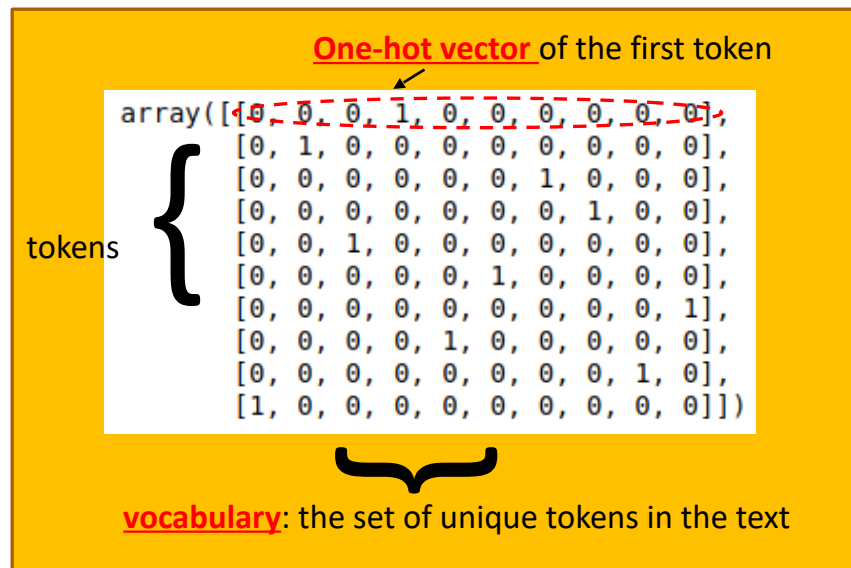 One-hot vector of the first token
array([[0, 0, 0, 1, 0, 0, 0, 0, 0, 0],
[0, 1, 0, 0, 0, 0, 0, 0, 0, 0],
[0, 0, 0, 0, 0, 0, 1, 0, 0, 0],
[0, 0, 0, 0, 0, 0, 0, 1, 0, 0],
tokens
[0, 0, 1, 0, 0, 0, 0, 0, 0, 0],
[0, 0, 0, 0, 0, 1, 0, 0, 0, 0],
[0, 0, 0, 0, 0, 0, 0, 0, 0, 1],
[0, 0, 0, 0, 1, 0, 0, 0, 0, 0],
[0, 0, 0, 0, 0, 0, 0, 0, 1, 0],
[1, 0, 0, 0, 0, 0, 0, 0, 0, 0]])
vocabulary: the set of unique tokens in the text